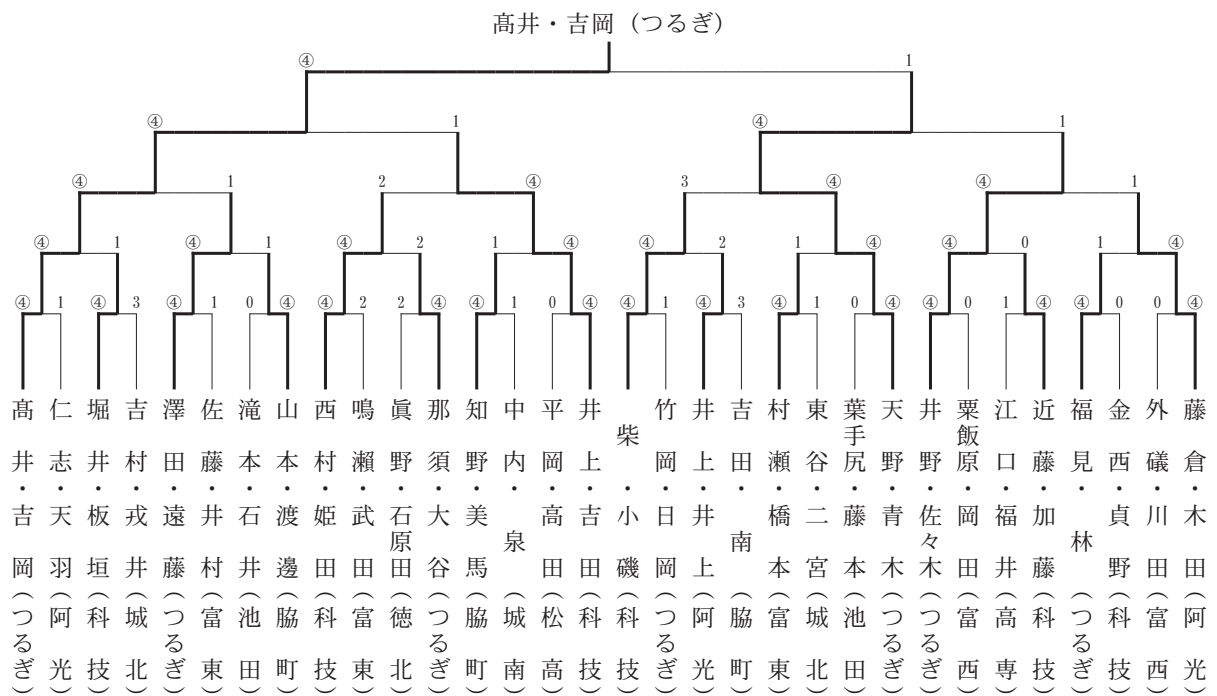 髙井・吉岡（つるぎ）
④ 1
④ 1 ④ 1
④ 1 2 ④ 3 ④ ④ 1
④ 1 ④ 1 ④ 2 1 ④ ④ 2 1 ④ ④ 0 1 ④
④ 1 ④ 3 ④ 1 0 ④ ④ 2 2 ④ ④ 1 0 ④ ④ 1 ④ 3 ④ 1 0 ④ ④ 0 1 ④ ④ 0 0 ④
髙井・吉岡（つるぎ）
仁志・天羽（阿光）
堀井・板垣（科技）
吉村・戎井（城北）
澤田・遠藤（つるぎ）
佐藤・井村（富東）
滝本・石井（池田）
山本・渡邊（脇町）
西村・姫田（科技）
鳴瀬・武田（富東）
眞野・石原田（徳北）
那須・大谷（つるぎ）
知野・美馬（脇町）
中内・泉（城南）
平岡・高田（松高）
井上・吉田（科技）
柴・小磯（科技）
竹岡・日岡（つるぎ）
井上・井上（阿光）
吉田・南（脇町）
村瀬・橋本（富東）
東谷・二宮（城北）
葉手尻・藤本（池田）
天野・青木（つるぎ）
井野・佐々木（つるぎ）
粟飯原・岡田（富西）
江口・福井（高専）
近藤・加藤（科技）
福見・林（つるぎ）
金西・貞野（科技）
外礒・川田（富西）
藤倉・木田（阿光）